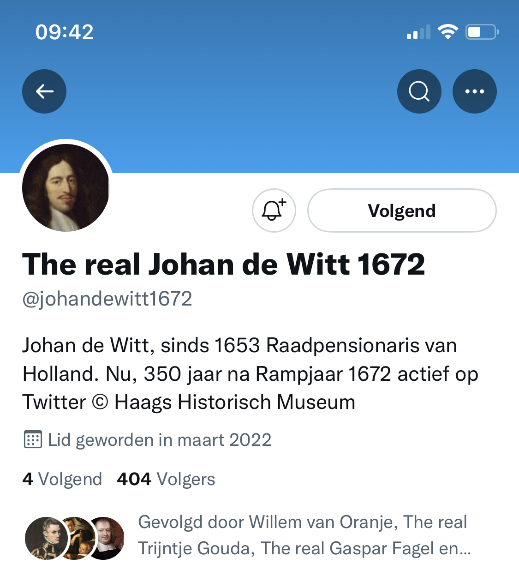 09:42
Volgend
The real Johan de Witt 1672
@johandewitt1672
Johan de Witt, sinds 1653 Raadpensionaris van
Holland. Nu, 350 jaar na Rampjaar 1672 actief op
Twitter © Haags Historisch Museum
Lid geworden in maart 2022
4 Volgend 404 Volgers
Gevolgd door Willem van Oranje, The real
Trijntje Gouda, The real Gaspar Fagel en...